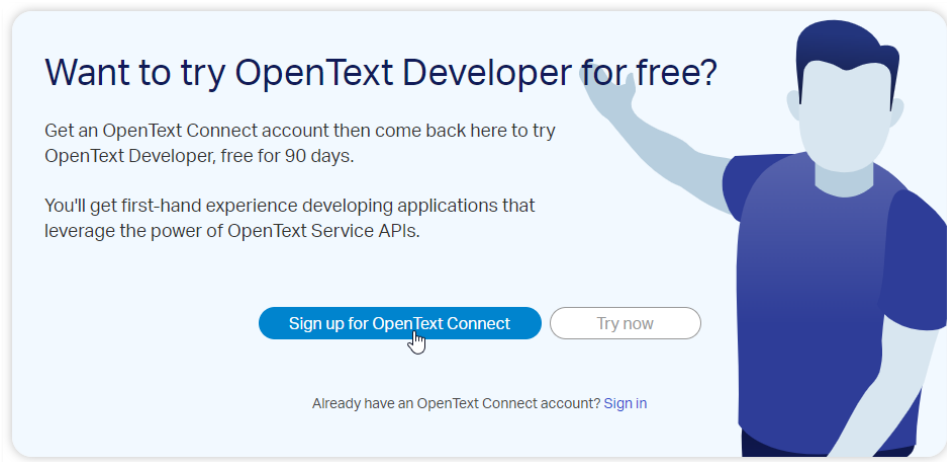 Want to try OpenText Developer for free?
Get an OpenText Connect account then come back here to try
OpenText Developer, free for 90 days.
You'll get first-hand experience developing applications that
leverage the power of OpenText Service APIs.
Sign up for OpenText Connect
Try now
Already have an OpenText Connect account? Sign in